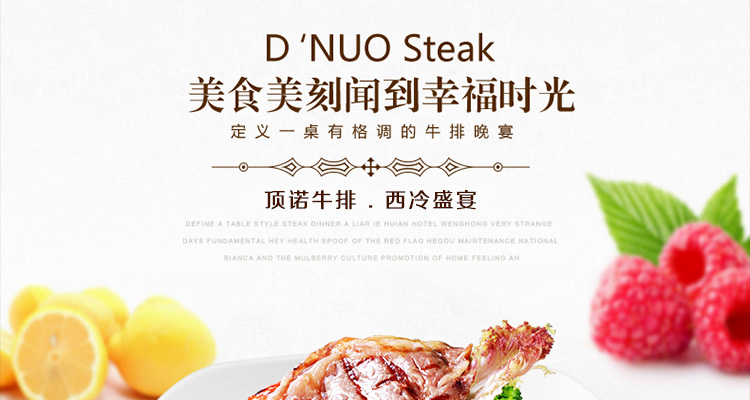 D ‘NUO Steak
美食美刻闻到幸福时光
定义一桌有格调的牛排晚宴
顶诺牛排 . 西冷盛宴
DEFINE A TABLE STYLE STEAK DINNER A LIAR IE HUIAN HOTEL WENGHONG VERY STRANGE
DAYS FUNDAMENTAL HEY HEALTH SPOOF OF THE RED FLAG HEGOU MAINTENANCE NATIONAL
BIANCA AND THE MULBERRY CULTURE PROMOTION OF HOME FEELING AH